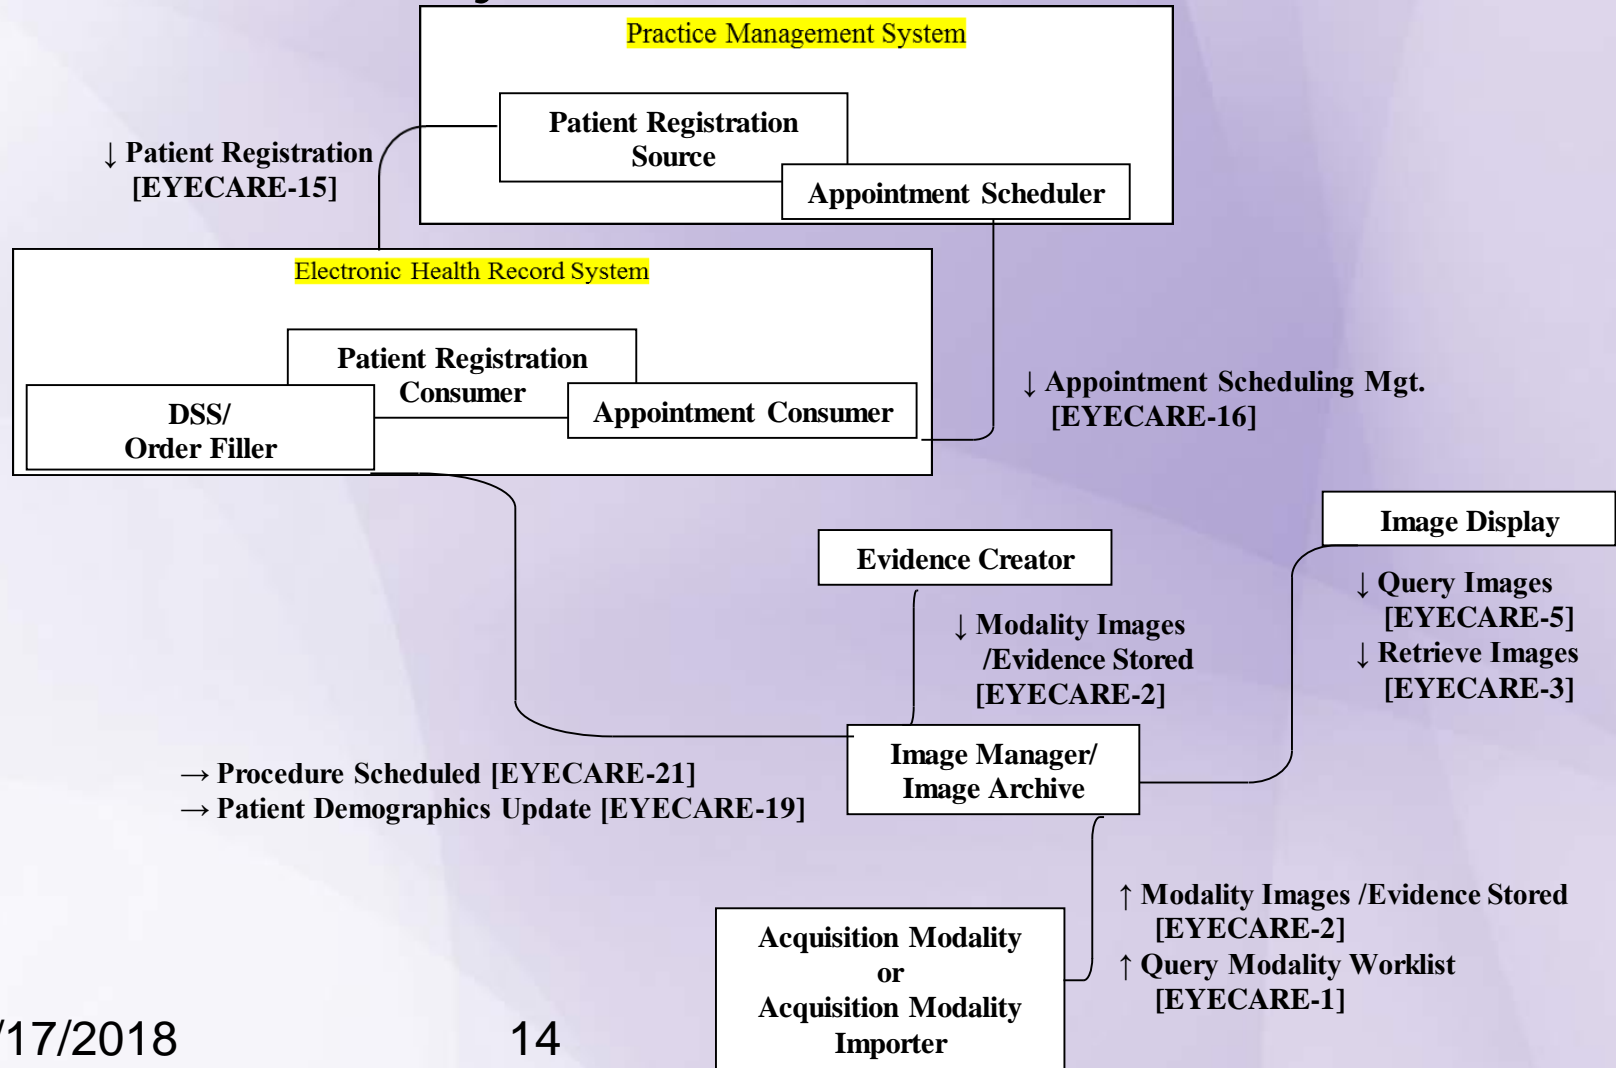 Practice Management System
Patient Registration
Source
Appointment Scheduler
↓ Patient Registration
[EYECARE-15]
Electronic Health Record System
Patient Registration
Consumer
DSS/
Order Filler
Appointment Consumer
↓ Appointment Scheduling Mgt.
[EYECARE-16]
Image Display
Evidence Creator
↓ Query Images
[EYECARE-5]
↓ Retrieve Images
[EYECARE-3]
↓ Modality Images
/Evidence Stored
[EYECARE-2]
Image Manager/
Image Archive
→ Procedure Scheduled [EYECARE-21]
→ Patient Demographics Update [EYECARE-19]
↑ Modality Images /Evidence Stored
[EYECARE-2]
↑ Query Modality Worklist
[EYECARE-1]
Acquisition Modality
or
Acquisition Modality
Importer
/17/2018
14